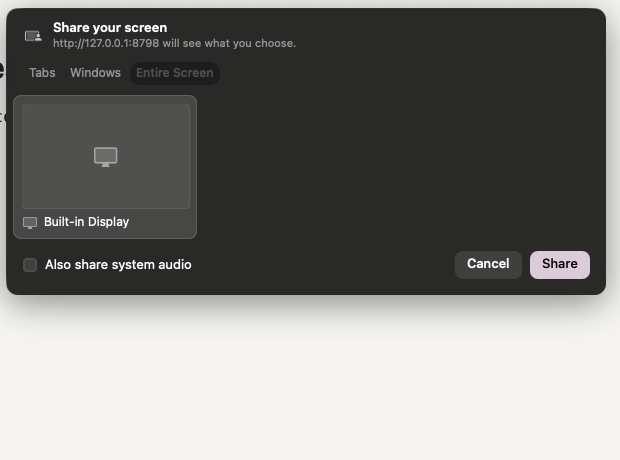 Share your screen
http://127.0.0.1:8798 will see what you choose.
Tabs Windows Entire Screen
Built-in Display
Also share system audio
Cancel Share